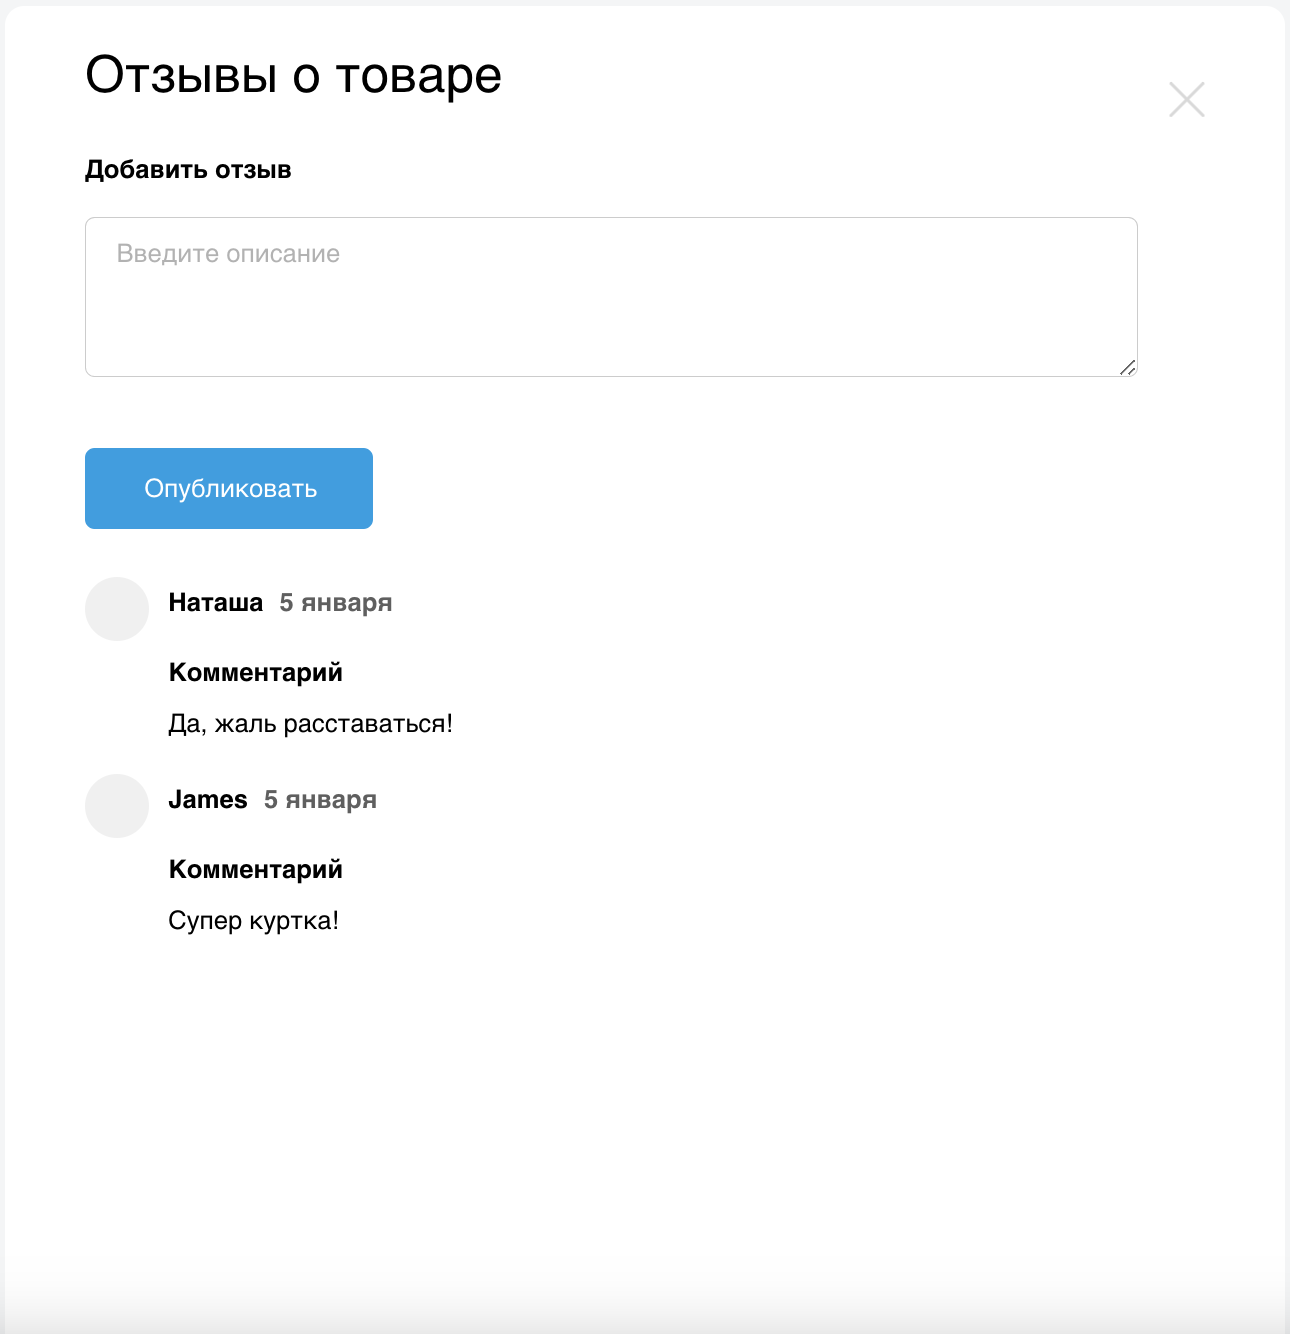 Отзывы о товаре
Добавить отзыв
Введите описание
Опубликовать
Наташа 5 января
Комментарий
Да, жаль расставаться!
James 5 января
Комментарий
Супер куртка!